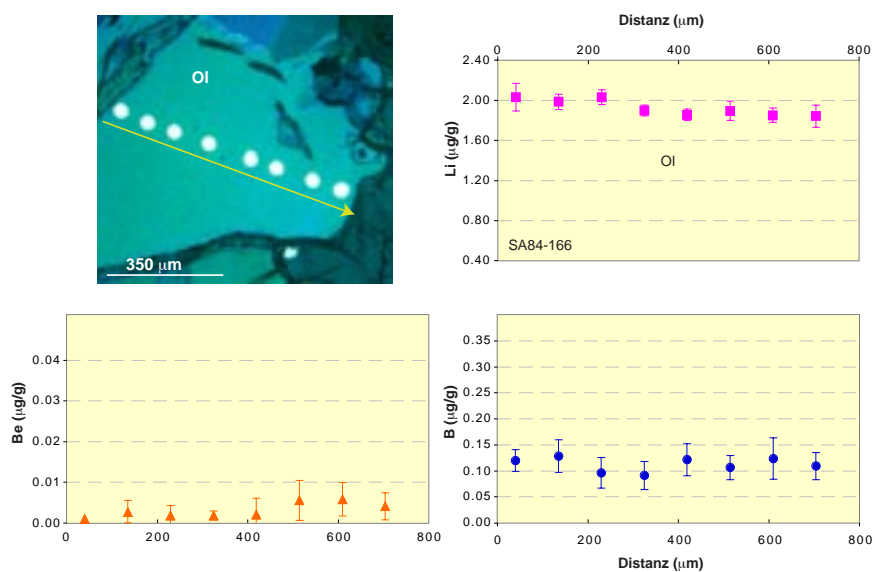 Ol
350 μm
Distanz (μm)
0 200 400 600 800
2.40
2.00
1.60
1.20
0.80
0.40
Li (μg/g)
Ol
SA84-166
0.04
0.03
0.02
0.01
0.00
Be (μg/g)
0 200 400 600 800
0.35
0.30
0.25
0.20
0.15
0.10
0.05
0.00
B (μg/g)
0 200 400 600 800
Distanz (μm)